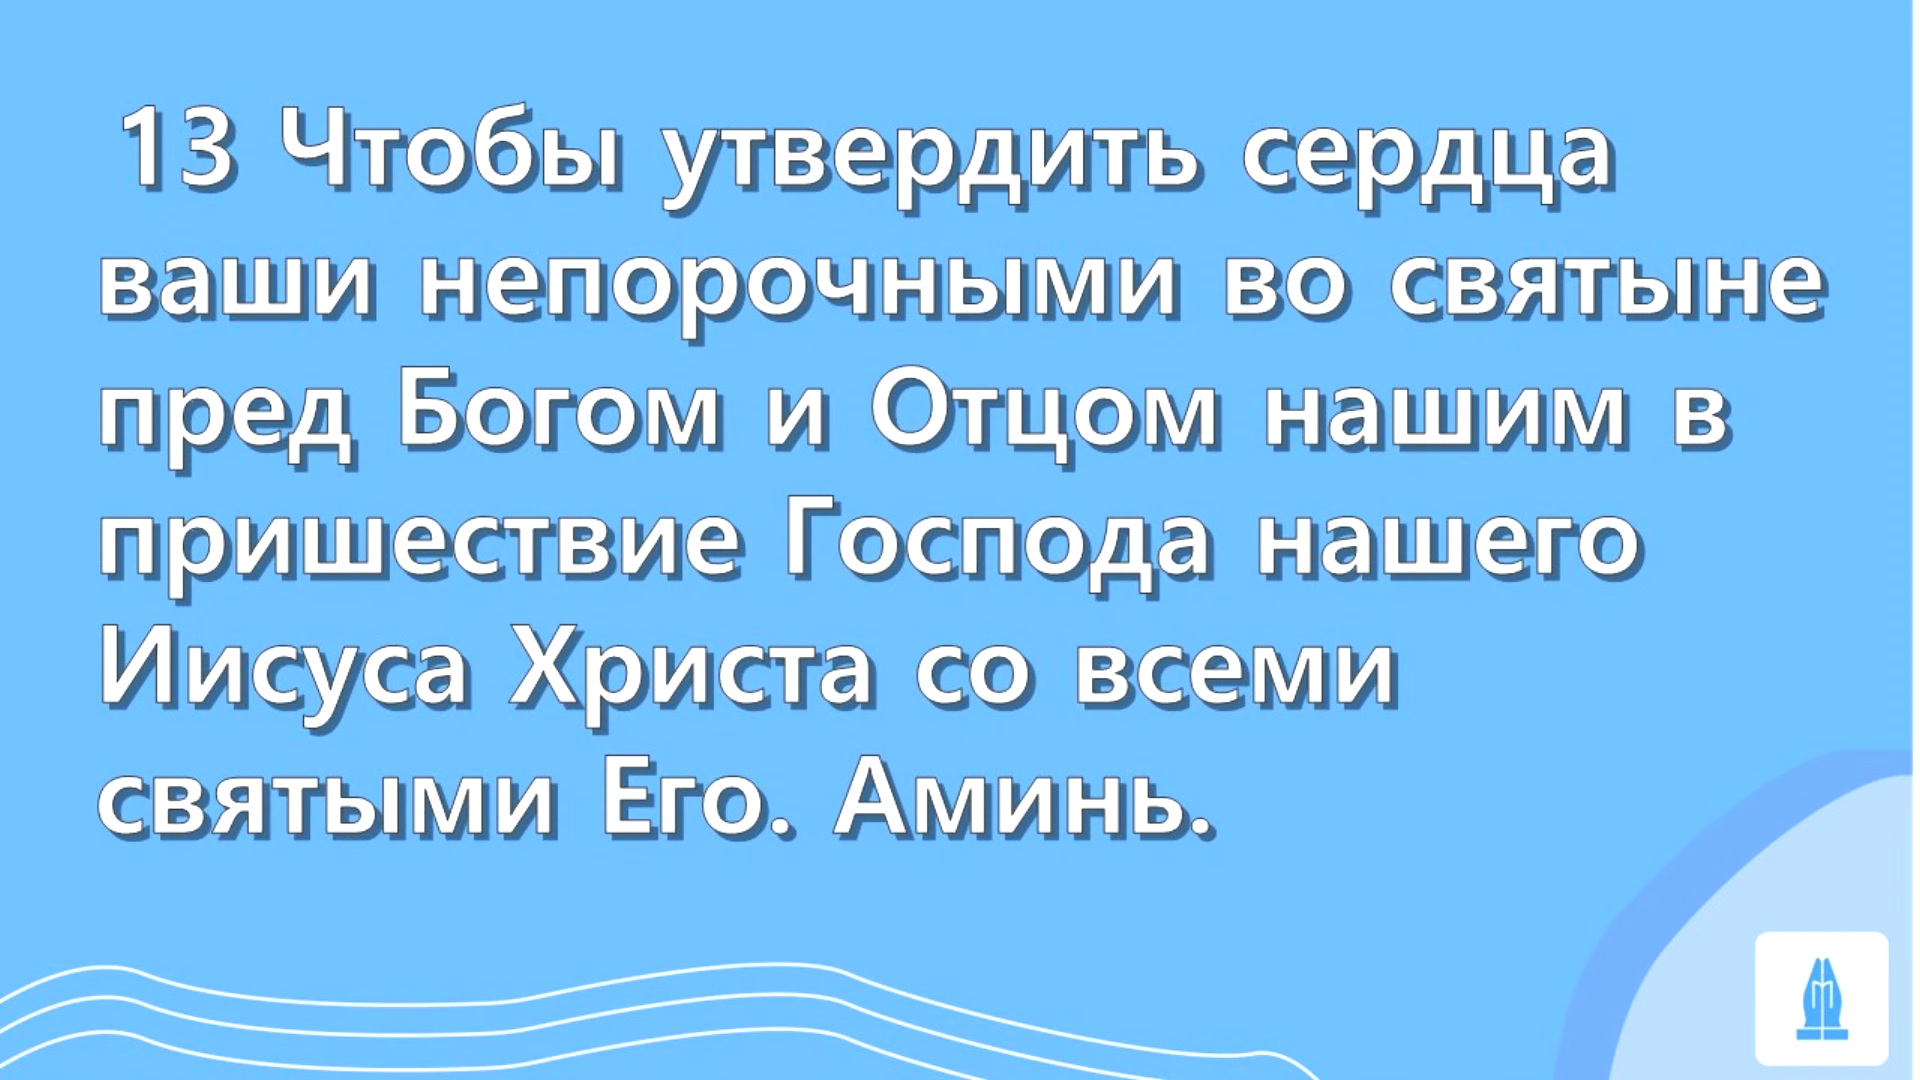 13 Чтобы утвердить сердца
ваши непорочными во святыне
пред Богом и Отцом нашим в
пришествие Господа нашего
Иисуса Христа со всеми
святыми Его. Аминь.